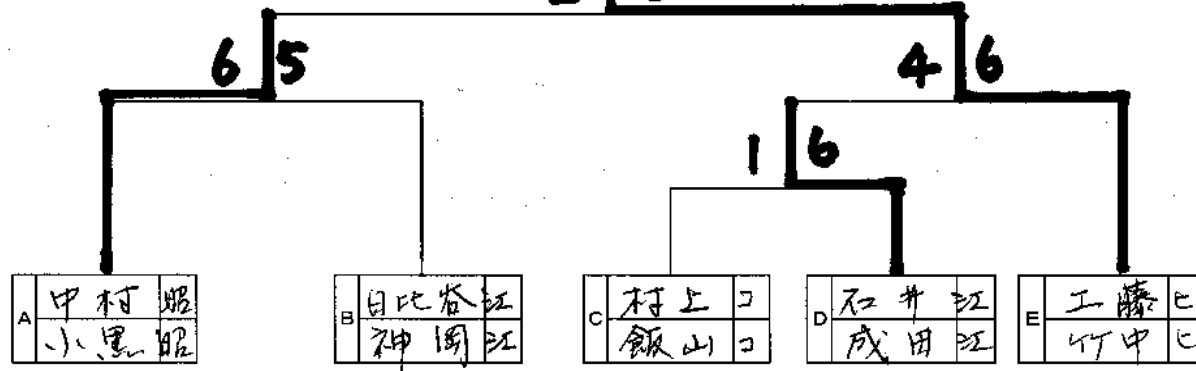 6 5
4 6
1 6
A 中村 昭
小黒 昭
B 日比谷 江
神岡 江
C 村上 コ
飯山 コ
D 石井 江
成田 江
E 工藤 ヒ
竹中 ヒ